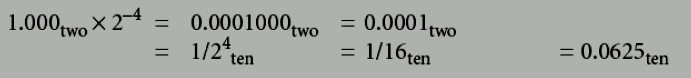 1.000two × 2⁻⁴ = 0.0001000two = 0.0001two
= 1/2⁴ten = 1/16ten = 0.0625ten